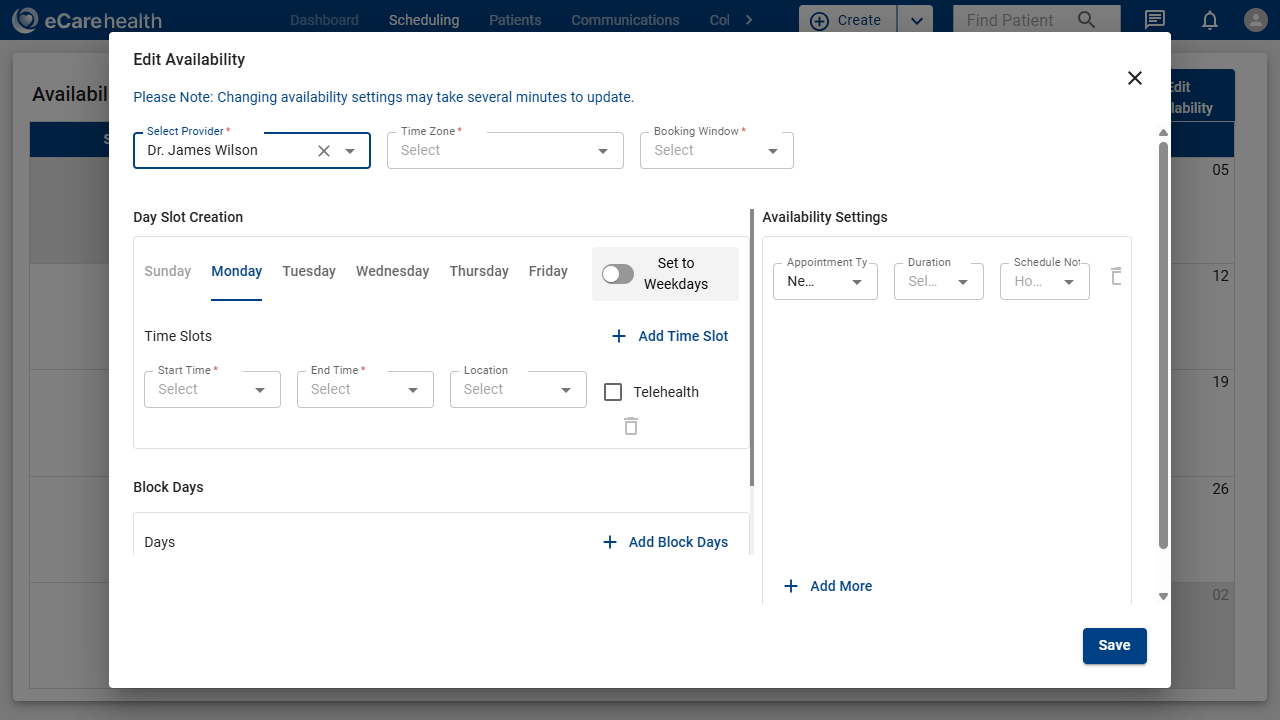 eCarehealth
Dashboard
Scheduling
Patients
Communications
Col
Create
Find Patient
Availabil
Edit Availability
Please Note: Changing availability settings may take several minutes to update.
Select Provider *
Dr. James Wilson
Time Zone *
Select
Booking Window *
Select
Edit
lability
S
05
12
19
26
02
Day Slot Creation
Sunday
Monday
Tuesday
Wednesday
Thursday
Friday
Set to
Weekdays
Time Slots
Add Time Slot
Start Time *
Select
End Time *
Select
Location
Select
Telehealth
Block Days
Days
Add Block Days
Availability Settings
Appointment Ty
Ne...
Duration
Sel...
Schedule Not
Ho...
Add More
Save